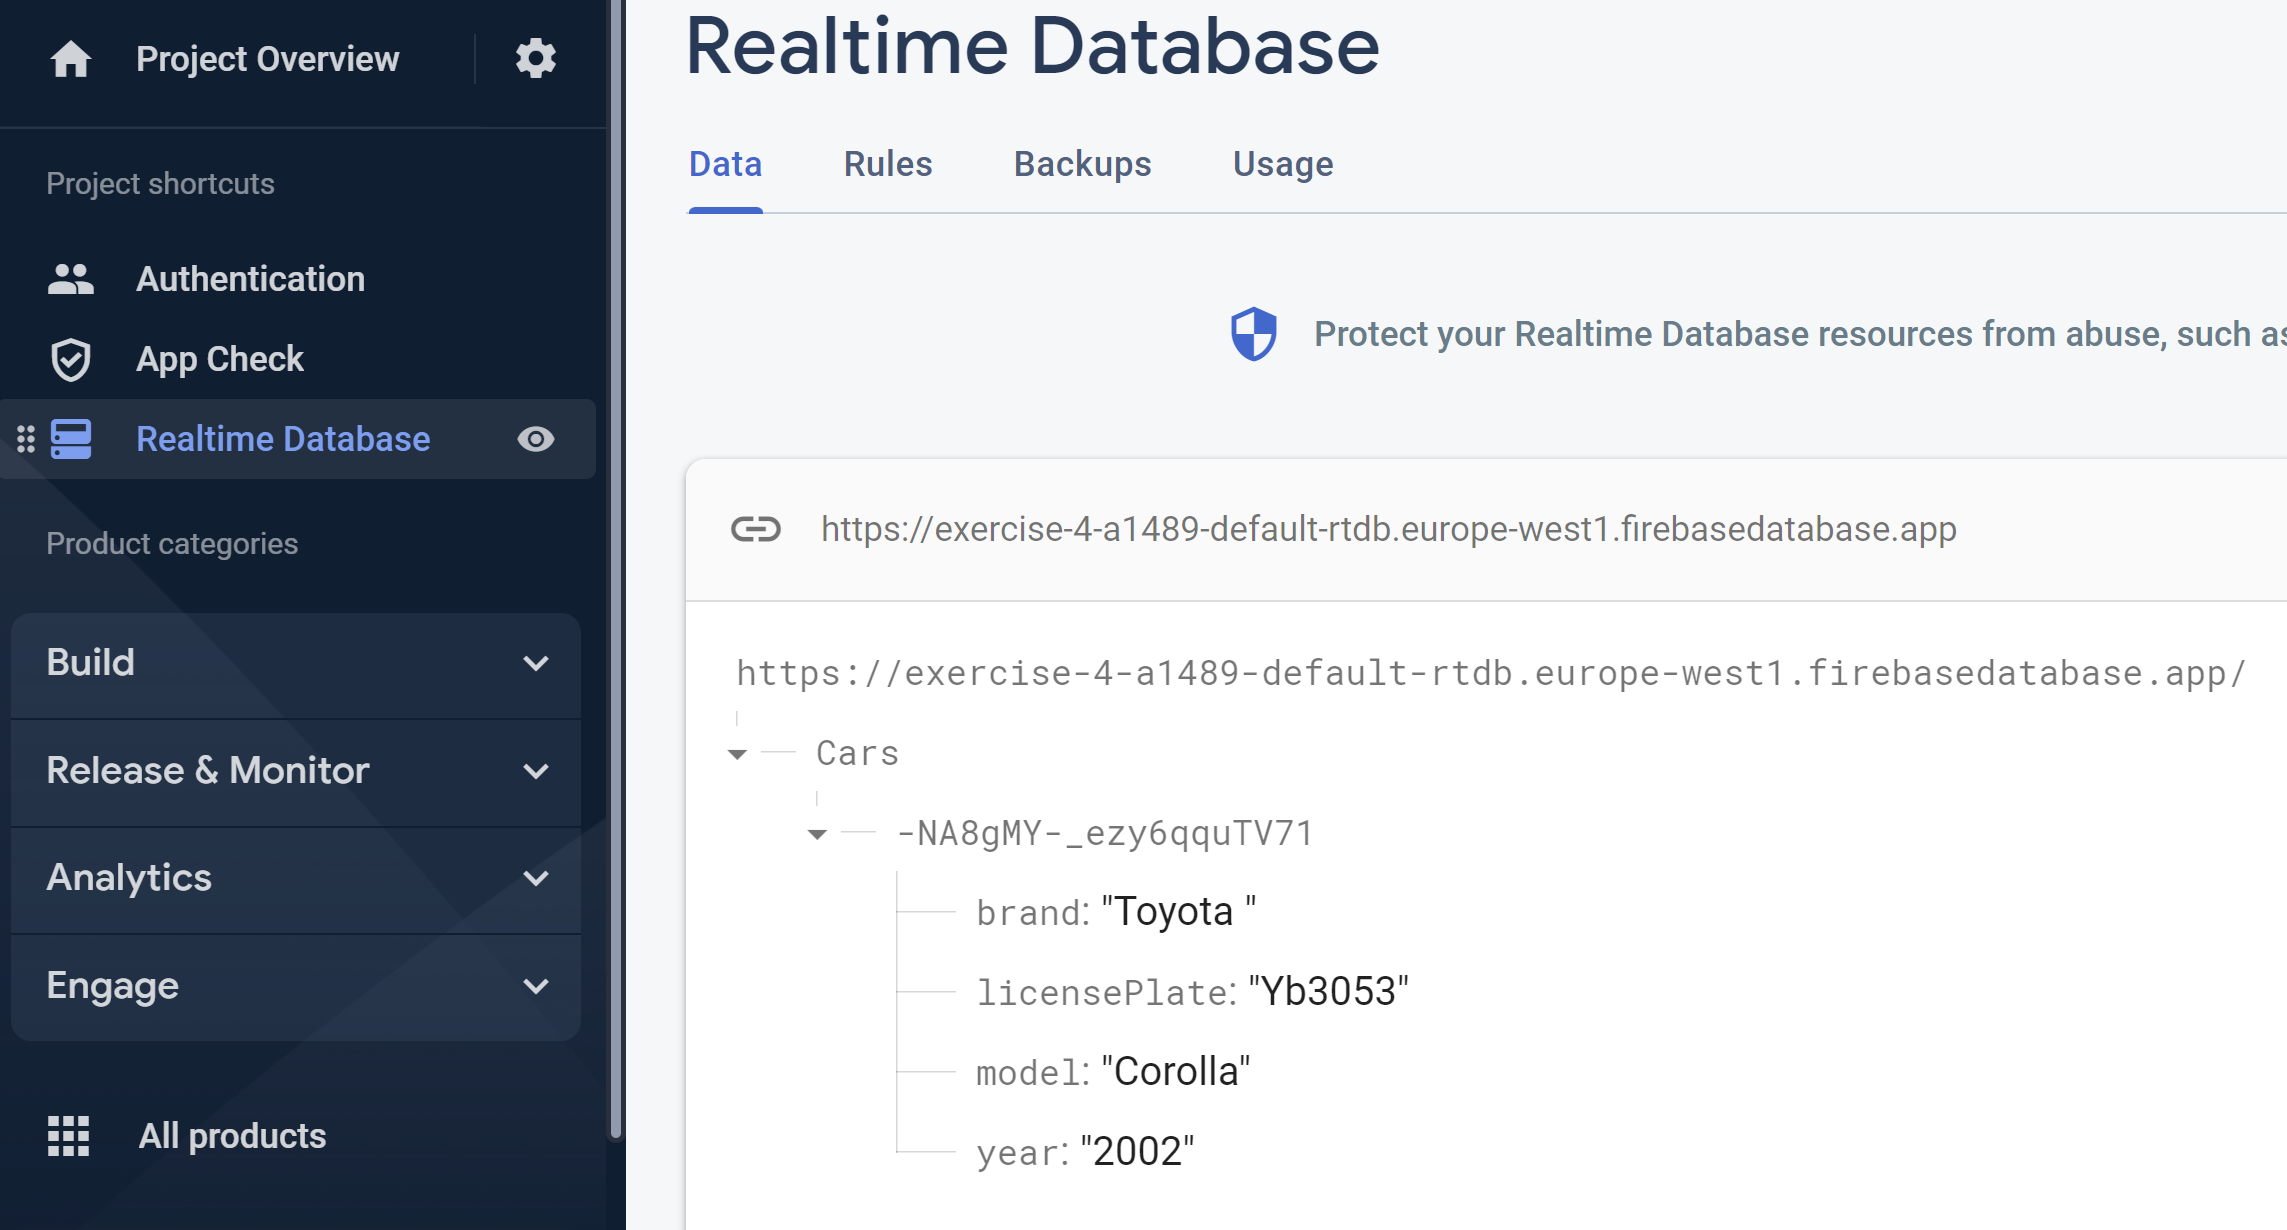 Project Overview
Project shortcuts
Authentication
App Check
Realtime Database
Product categories
Build
Release & Monitor
Analytics
Engage
All products
Realtime Database
Data Rules Backups Usage
Protect your Realtime Database resources from abuse, such as
https://exercise-4-a1489-default-rtdb.europe-west1.firebasedatabase.app
https://exercise-4-a1489-default-rtdb.europe-west1.firebasedatabase.app/
Cars
-NA8gMY-_ezy6qquTV71
brand: "Toyota "
licensePlate: "Yb3053"
model: "Corolla"
year: "2002"